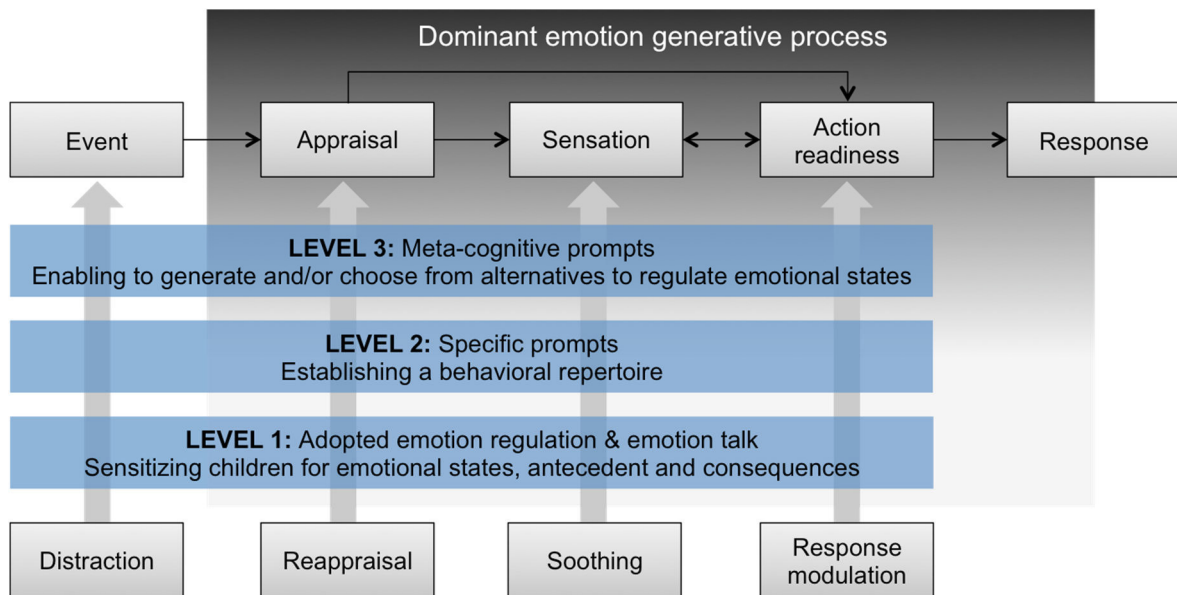 Dominant emotion generative process
Event
Appraisal
Sensation
Action
readiness
Response
LEVEL 3: Meta-cognitive prompts
Enabling to generate and/or choose from alternatives to regulate emotional states
LEVEL 2: Specific prompts
Establishing a behavioral repertoire
LEVEL 1: Adopted emotion regulation & emotion talk
Sensitizing children for emotional states, antecedent and consequences
Distraction
Reappraisal
Soothing
Response
modulation